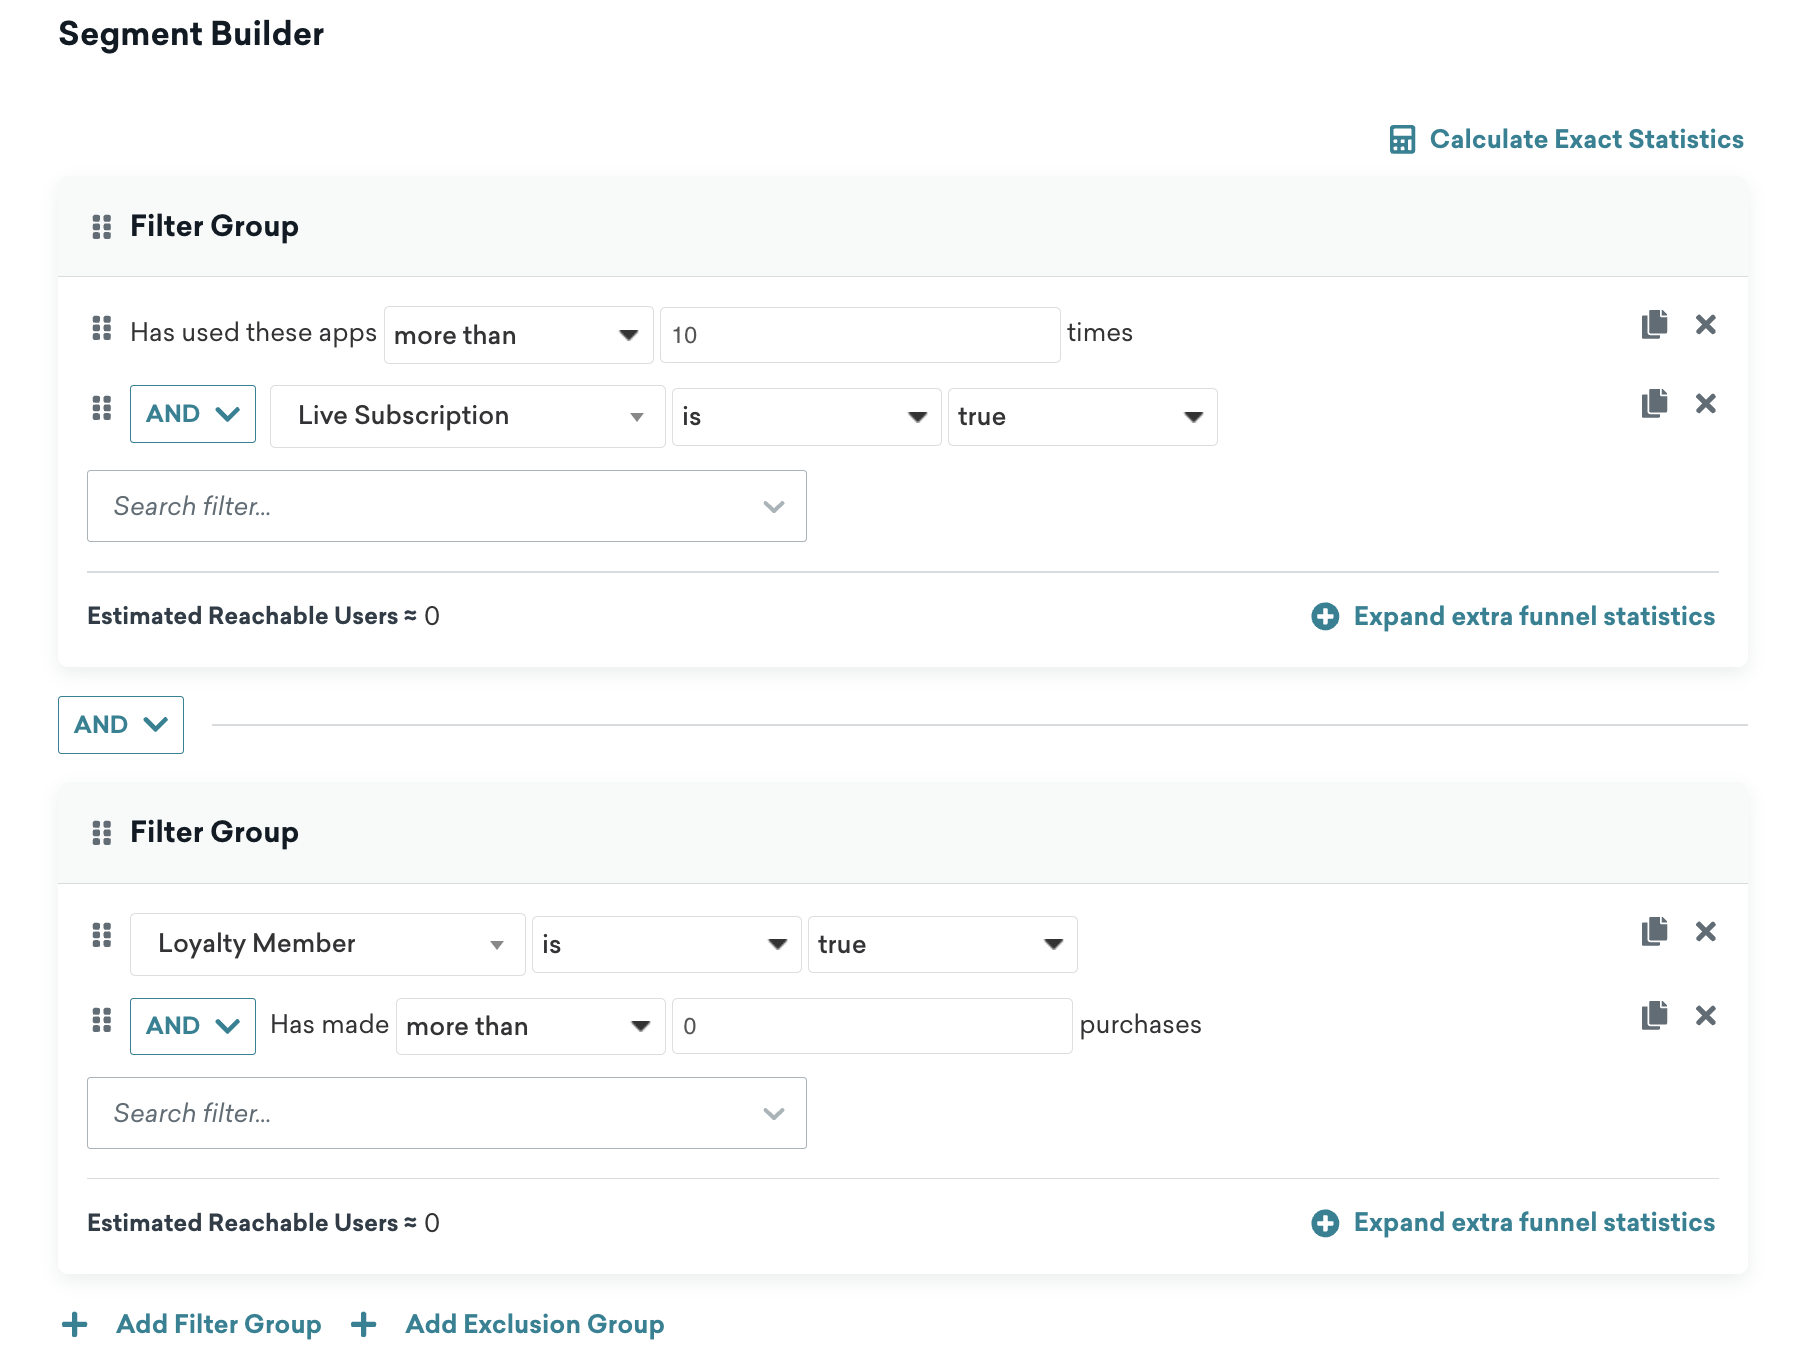 Segment Builder
Calculate Exact Statistics
Filter Group
Has used these apps more than 10 times
AND Live Subscription is true
Search filter...
Estimated Reachable Users ≈ 0 Expand extra funnel statistics
AND
Filter Group
Loyalty Member is true
AND Has made more than 0 purchases
Search filter...
Estimated Reachable Users ≈ 0 Expand extra funnel statistics
Add Filter Group Add Exclusion Group